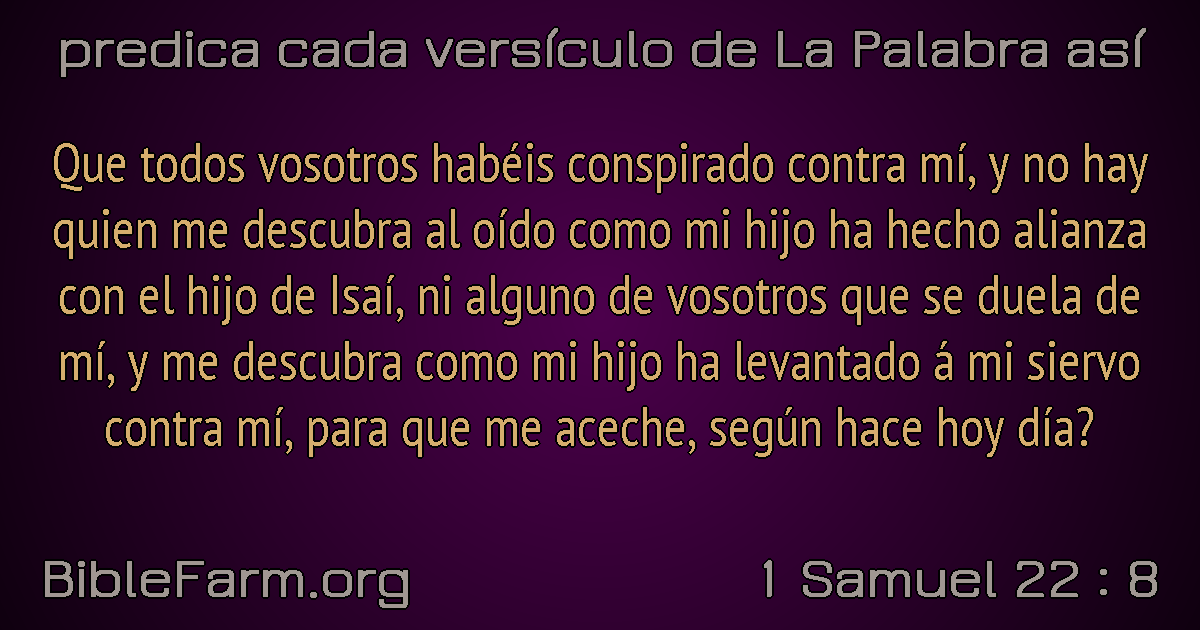 predica cada versículo de La Palabra así
Que todos vosotros habéis conspirado contra mí, y no hay
quien me descubra al oído como mi hijo ha hecho alianza
con el hijo de Isaí, ni alguno de vosotros que se duela de
mí, y me descubra como mi hijo ha levantado á mi siervo
contra mí, para que me aceche, según hace hoy día?
BibleFarm.org
1 Samuel 22 : 8